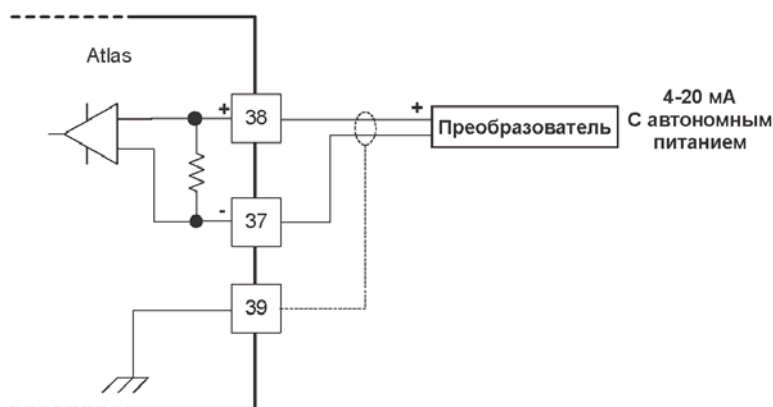 Atlas
+
38
+
Преобразователь
4-20 мА
С автономным
питанием
-
37
39